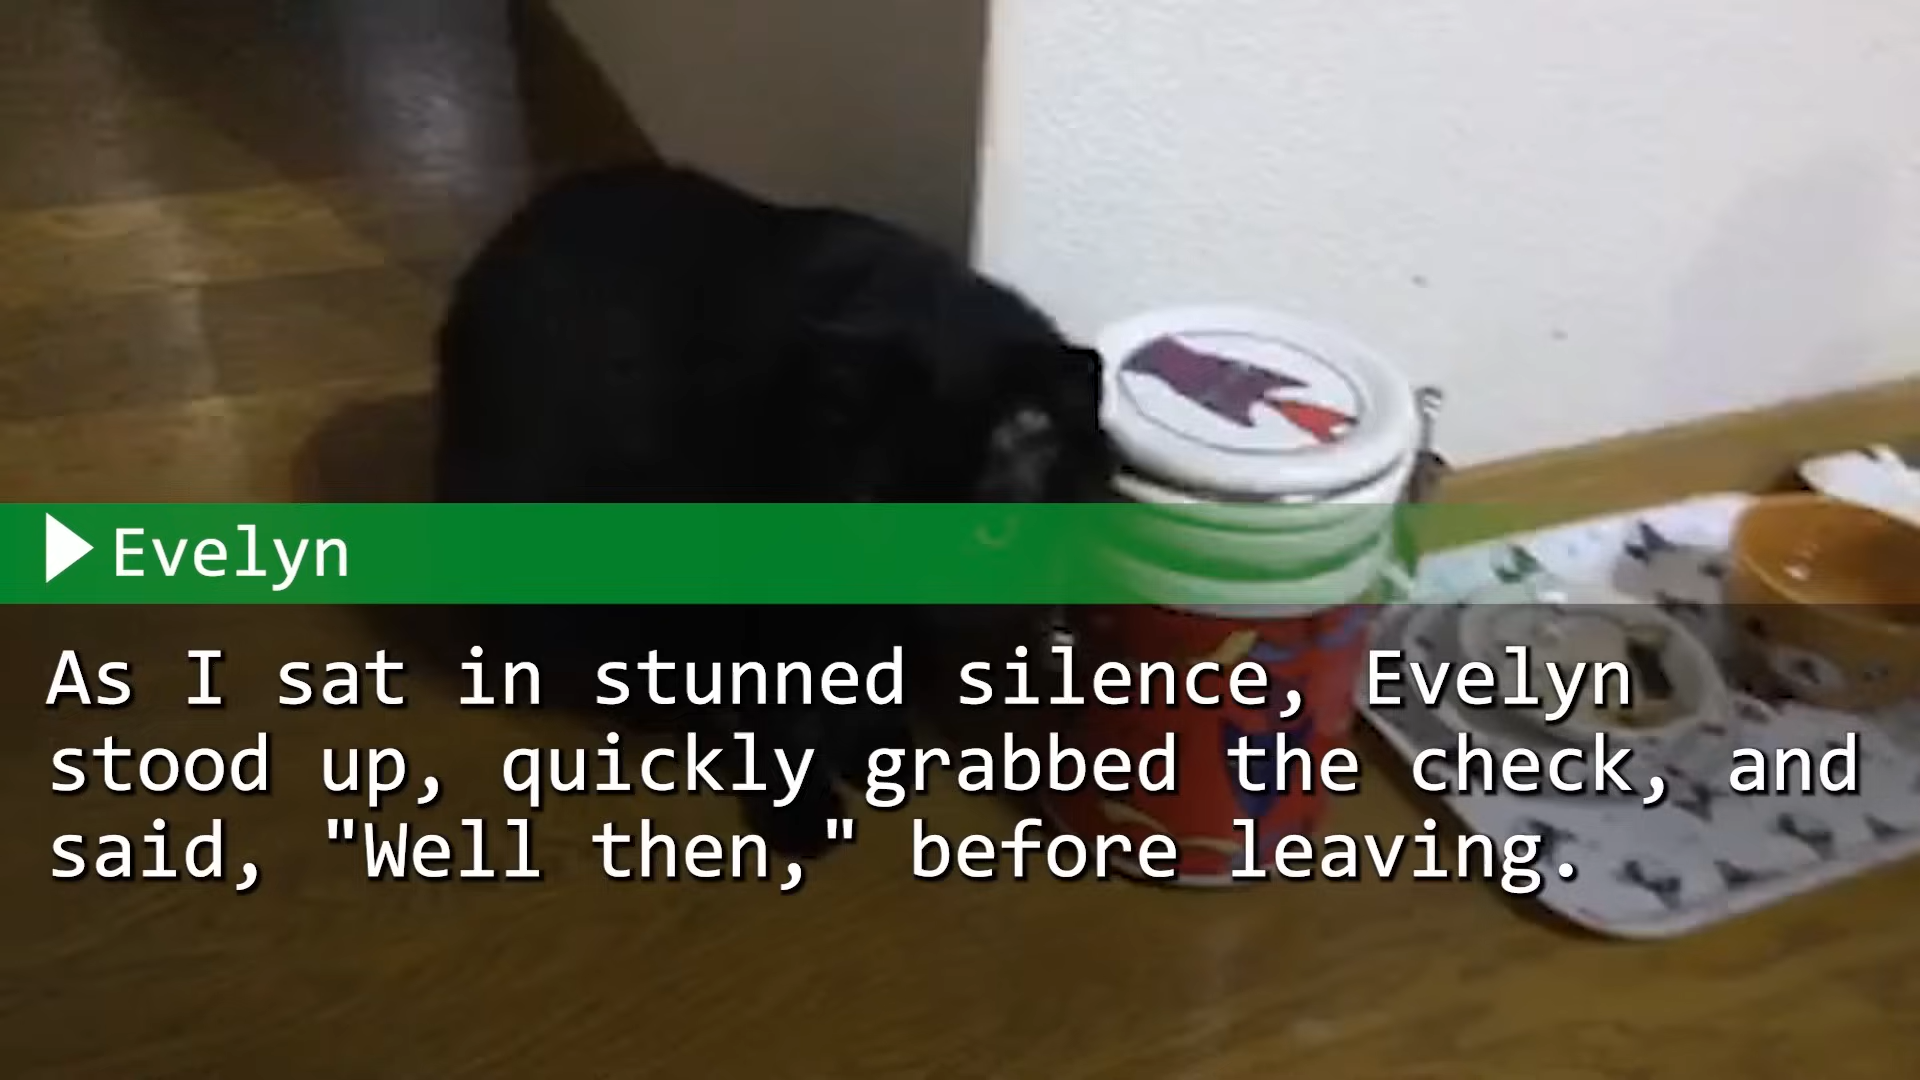 Evelyn
As I sat in stunned silence, Evelyn
stood up, quickly grabbed the check, and
said, "Well then," before leaving.